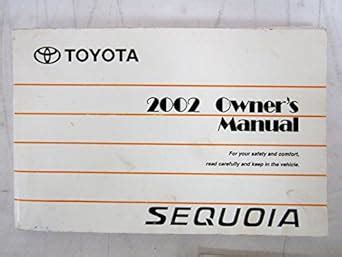 TOYOTA
2002 Owner's
Manual
For your safety and comfort,
read carefully and keep in the vehicle.
SEQUOIA